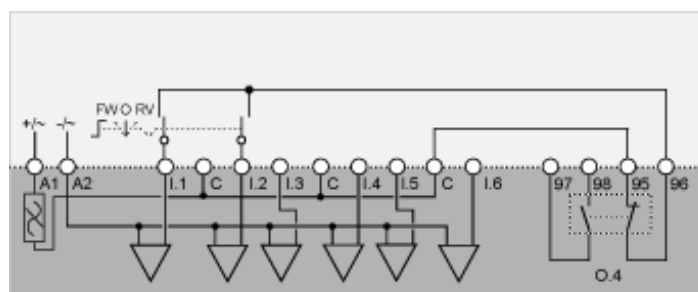 FW O RV
+/~ -/~
A1 A2 I.1 C I.2 I.3 C I.4 I.5 C I.6 97 98 95 96
O.4